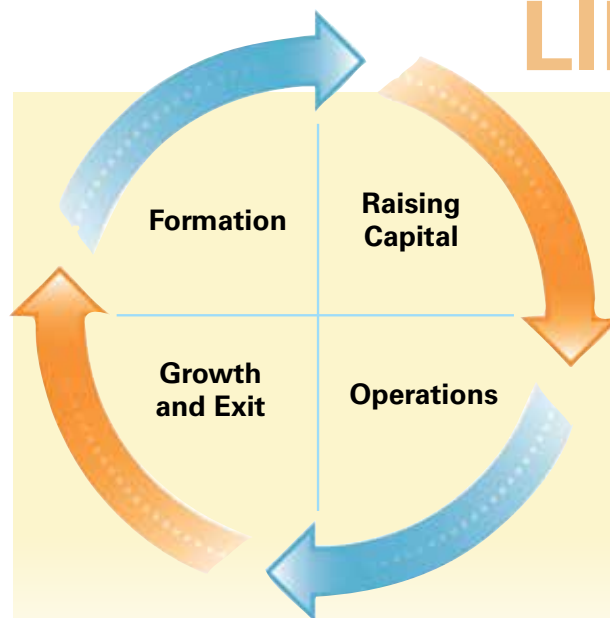 Formation
Raising
Capital
Growth
and Exit
Operations